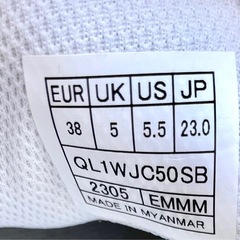 EUR UK US JP
38 5 5.5 23.0
QL1WJC50SB
2305 EMMM
MADE IN MYANMAR